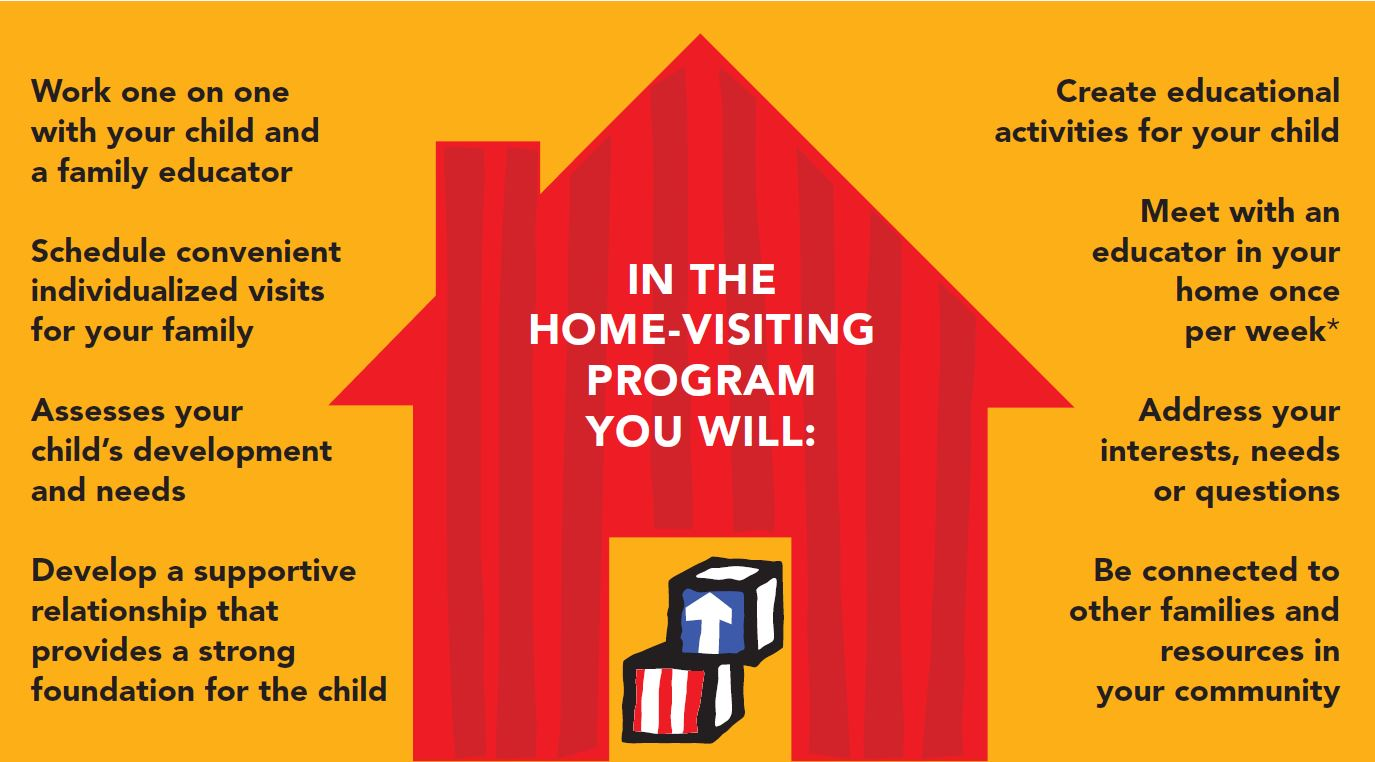 IN THE
HOME-VISITING
PROGRAM
YOU WILL:
Work one on one
with your child and
a family educator
Schedule convenient
individualized visits
for your family
Assesses your
child’s development
and needs
Develop a supportive
relationship that
provides a strong
foundation for the child
Create educational
activities for your child
Meet with an
educator in your
home once
per week*
Address your
interests, needs
or questions
Be connected to
other families and
resources in
your community